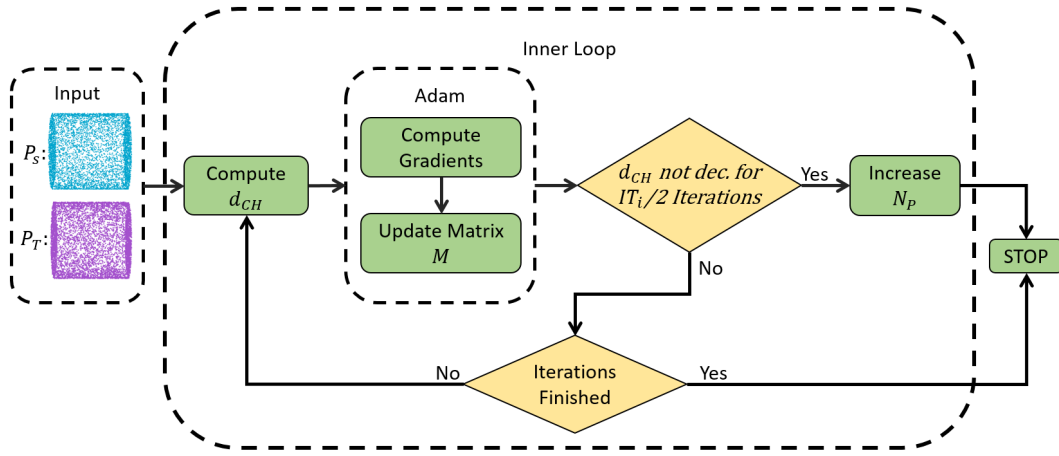 Inner Loop
Input
P_S:
P_T:
Compute
d_CH
Adam
Compute
Gradients
Update Matrix
M
d_CH not dec. for
IT_i/2 Iterations
Yes
Increase
N_P
No
STOP
Iterations
Finished
No
Yes